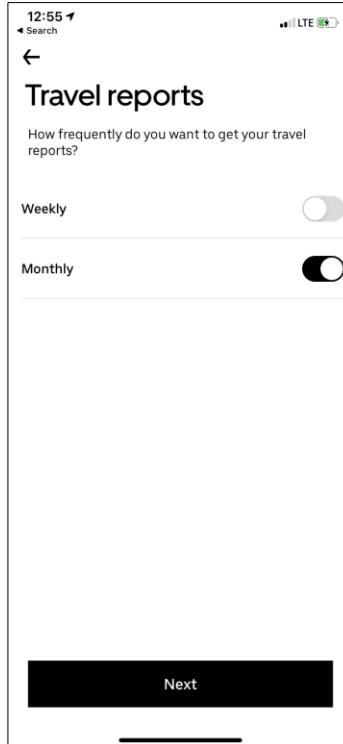 12:55
◀ Search
LTE
Travel reports
How frequently do you want to get your travel
reports?
Weekly
Monthly
Next